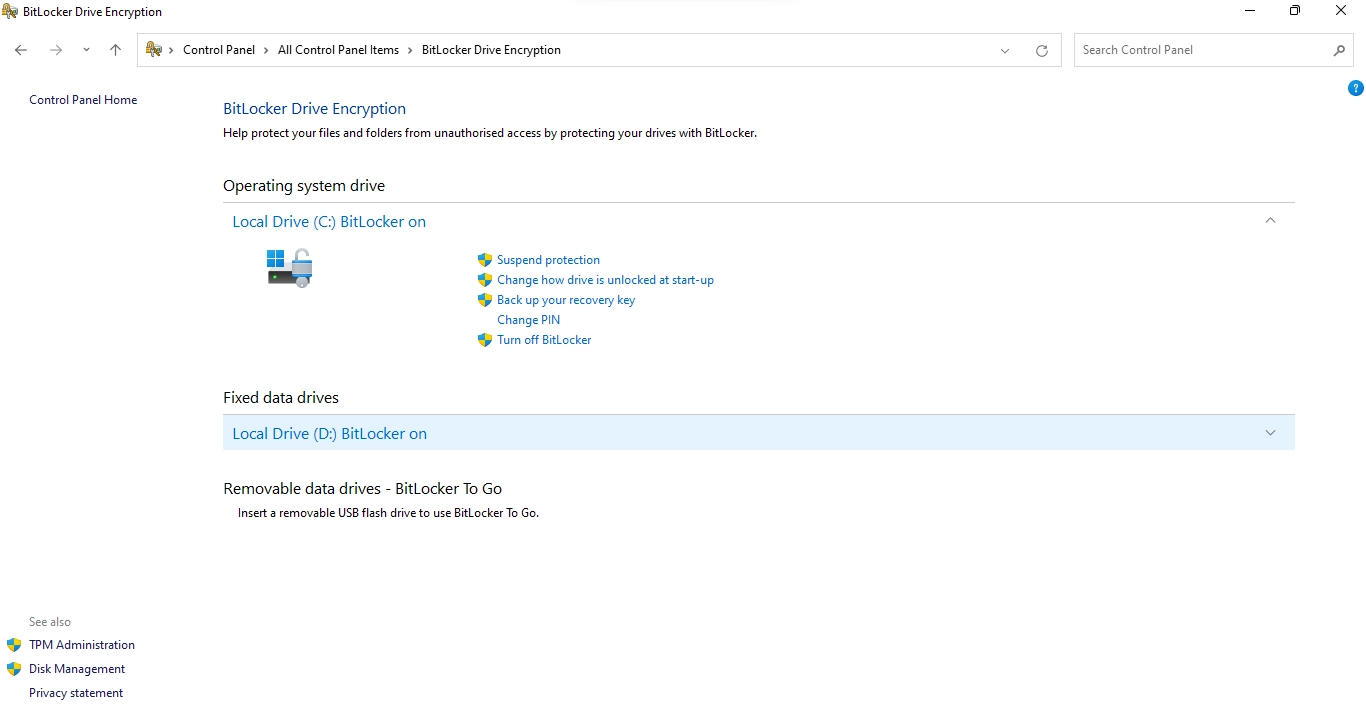 BitLocker Drive Encryption
Control Panel > All Control Panel Items > BitLocker Drive Encryption
Search Control Panel
Control Panel Home
?
BitLocker Drive Encryption
Help protect your files and folders from unauthorised access by protecting your drives with BitLocker.
Operating system drive
Local Drive (C:) BitLocker on
Suspend protection
Change how drive is unlocked at start-up
Back up your recovery key
Change PIN
Turn off BitLocker
Fixed data drives
Local Drive (D:) BitLocker on
Removable data drives - BitLocker To Go
Insert a removable USB flash drive to use BitLocker To Go.
See also
TPM Administration
Disk Management
Privacy statement